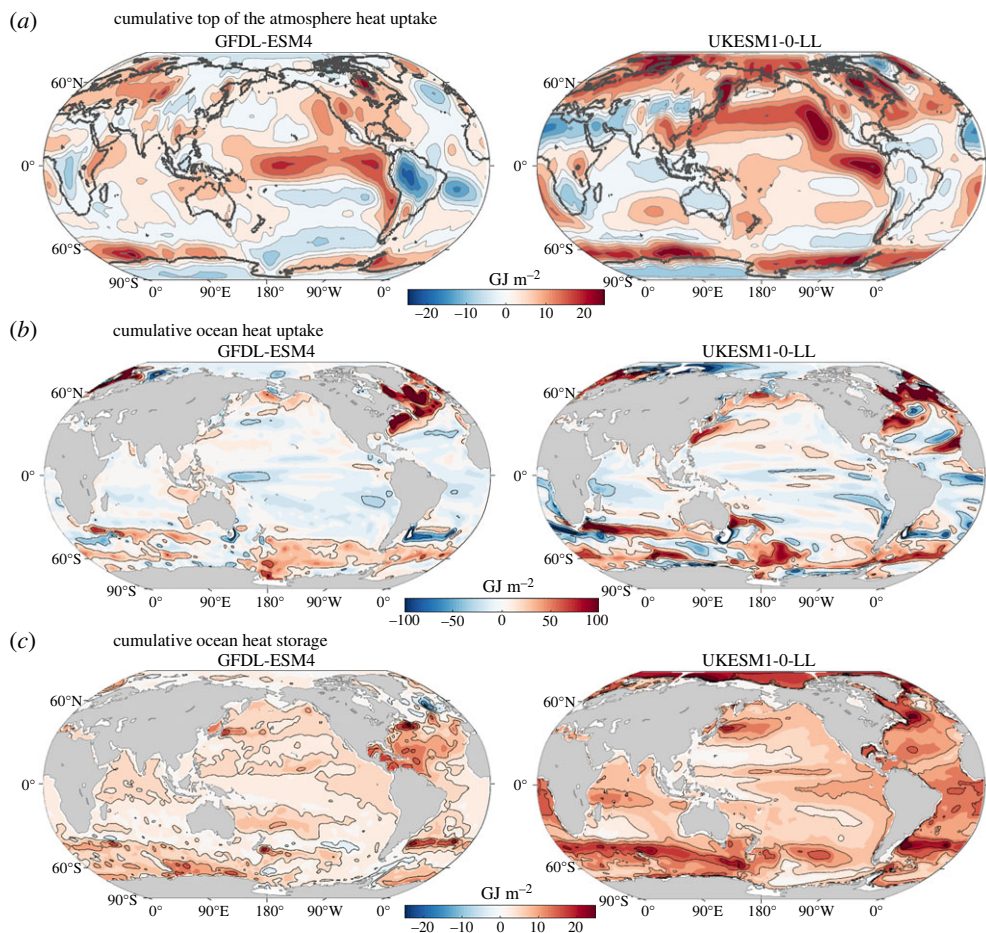 (a) cumulative top of the atmosphere heat uptake
GFDL-ESM4 UKESM1-0-LL
60°N 60°N
0° 0°
60°S 60°S
90°S 0° 90°E 180° 90°W 0° 90°S 0° 90°E 180° 90°W 0°
GJ m−2
−20 −10 0 10 20
(b) cumulative ocean heat uptake
GFDL-ESM4 UKESM1-0-LL
60°N 60°N
0° 0°
60°S 60°S
90°S 0° 90°E 180° 90°W 0° 90°S 0° 90°E 180° 90°W 0°
GJ m−2
−100 −50 0 50 100
(c) cumulative ocean heat storage
GFDL-ESM4 UKESM1-0-LL
60°N 60°N
0° 0°
60°S 60°S
90°S 0° 90°E 180° 90°W 0° 90°S 0° 90°E 180° 90°W 0°
GJ m−2
−20 −10 0 10 20